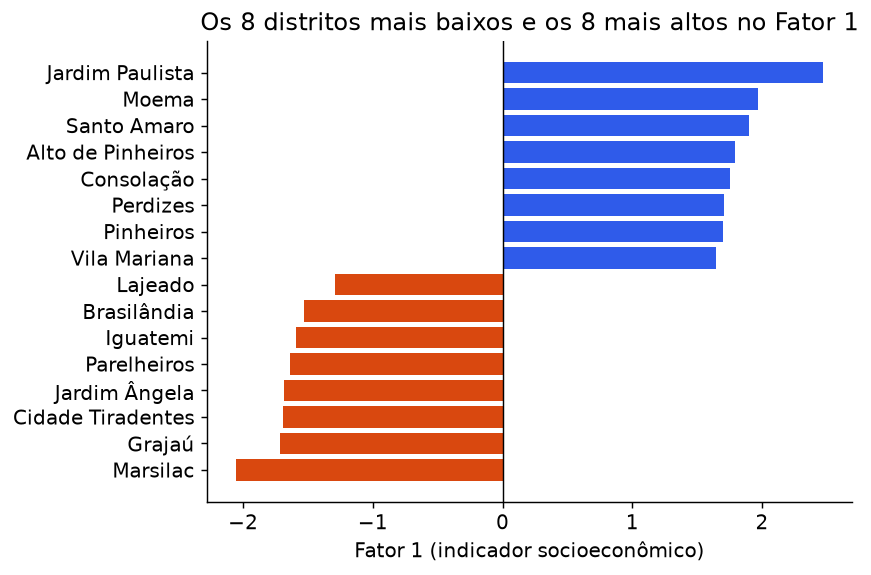 Os 8 distritos mais baixos e os 8 mais altos no Fator 1
Jardim Paulista
Moema
Santo Amaro
Alto de Pinheiros
Consolação
Perdizes
Pinheiros
Vila Mariana
Lajeado
Brasilândia
Iguatemi
Parelheiros
Jardim Ângela
Cidade Tiradentes
Grajaú
Marsilac
−2 −1 0 1 2
Fator 1 (indicador socioeconômico)